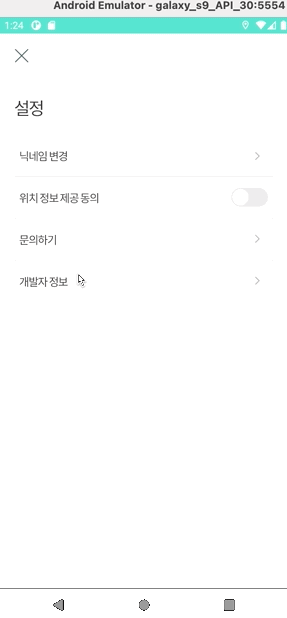 Android Emulator - galaxy_s9_API_30:5554
1:24
설정
닉네임 변경
위치 정보 제공 동의
문의하기
개발자 정보